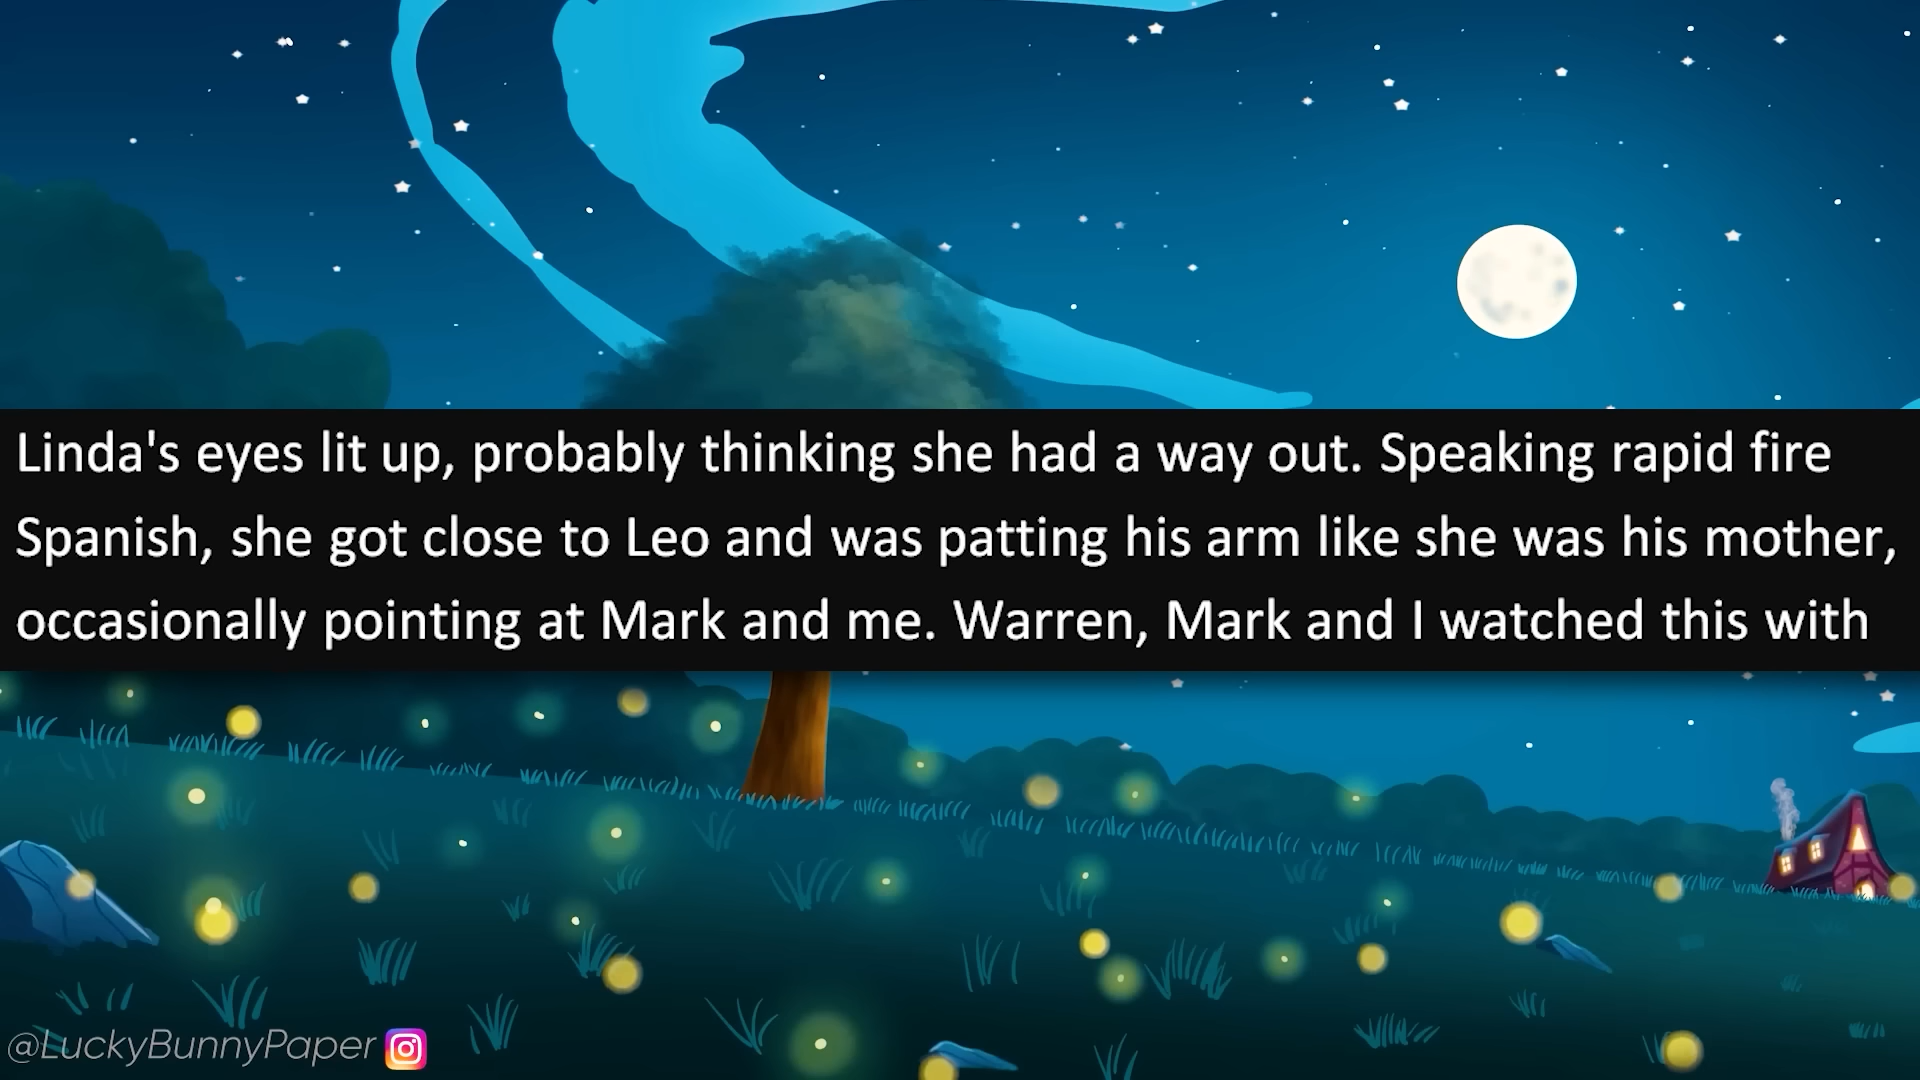 Linda's eyes lit up, probably thinking she had a way out. Speaking rapid fire
Spanish, she got close to Leo and was patting his arm like she was his mother,
occasionally pointing at Mark and me. Warren, Mark and I watched this with
@LuckyBunnyPaper